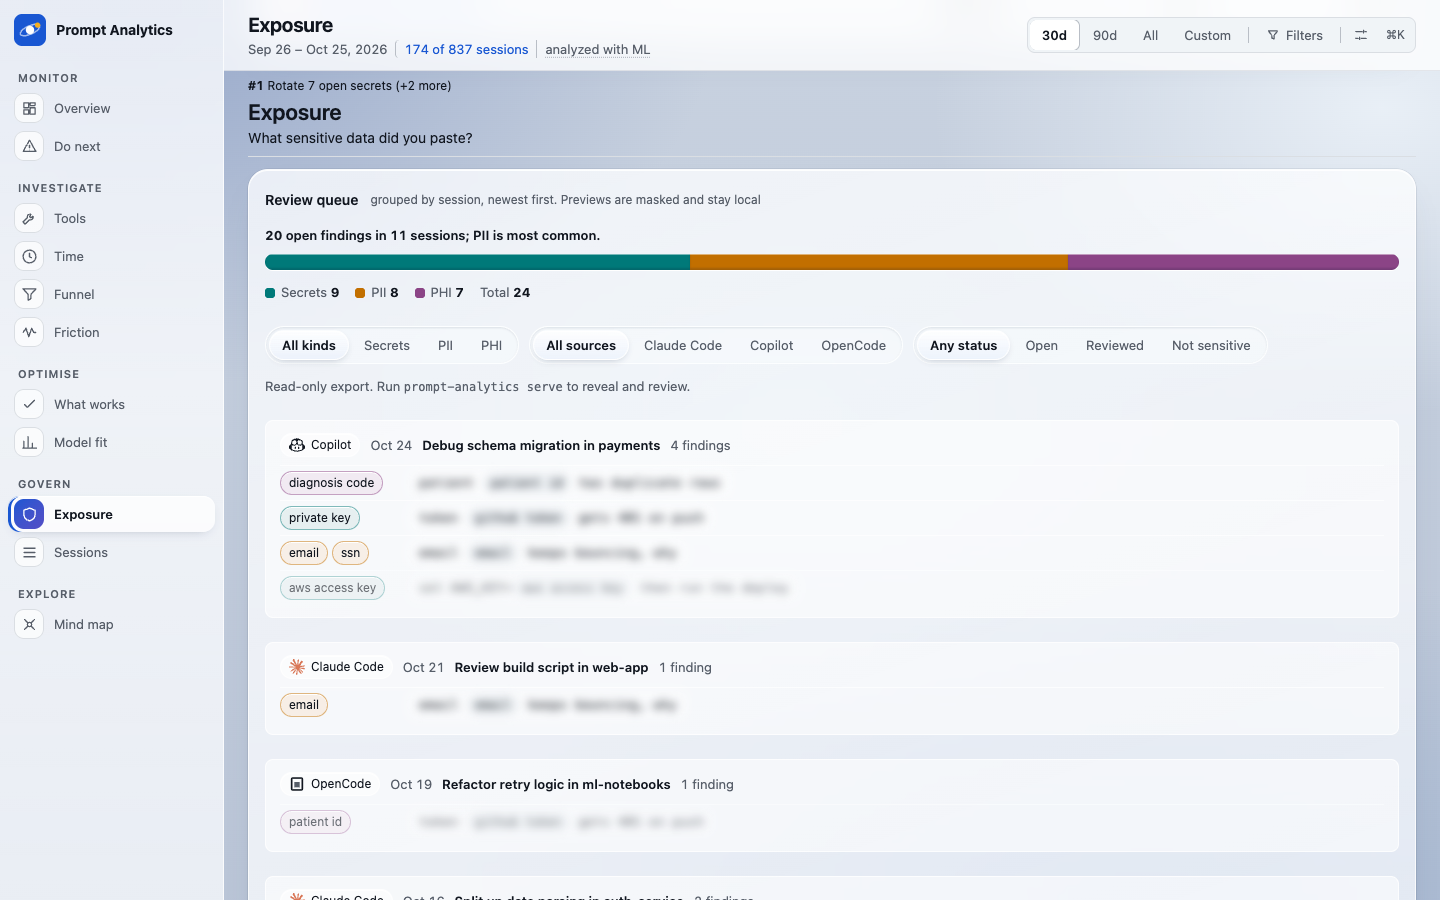 Prompt Analytics
MONITOR
Overview
Do next
INVESTIGATE
Tools
Time
Funnel
Friction
OPTIMISE
What works
Model fit
GOVERN
Exposure
Sessions
EXPLORE
Mind map
Exposure
Sep 26 – Oct 25, 2026 174 of 837 sessions analyzed with ML
30d 90d All Custom Filters ⌘K
#1 Rotate 7 open secrets (+2 more)
Exposure
What sensitive data did you paste?
Review queue grouped by session, newest first. Previews are masked and stay local
20 open findings in 11 sessions; PII is most common.
Secrets 9 PII 8 PHI 7 Total 24
All kinds Secrets PII PHI All sources Claude Code Copilot OpenCode Any status Open Reviewed Not sensitive
Read-only export. Run prompt-analytics serve to reveal and review.
Copilot Oct 24 Debug schema migration in payments 4 findings
diagnosis code
private key
email ssn
aws access key
Claude Code Oct 21 Review build script in web-app 1 finding
email
OpenCode Oct 19 Refactor retry logic in ml-notebooks 1 finding
patient id
Claude Code Oct 16